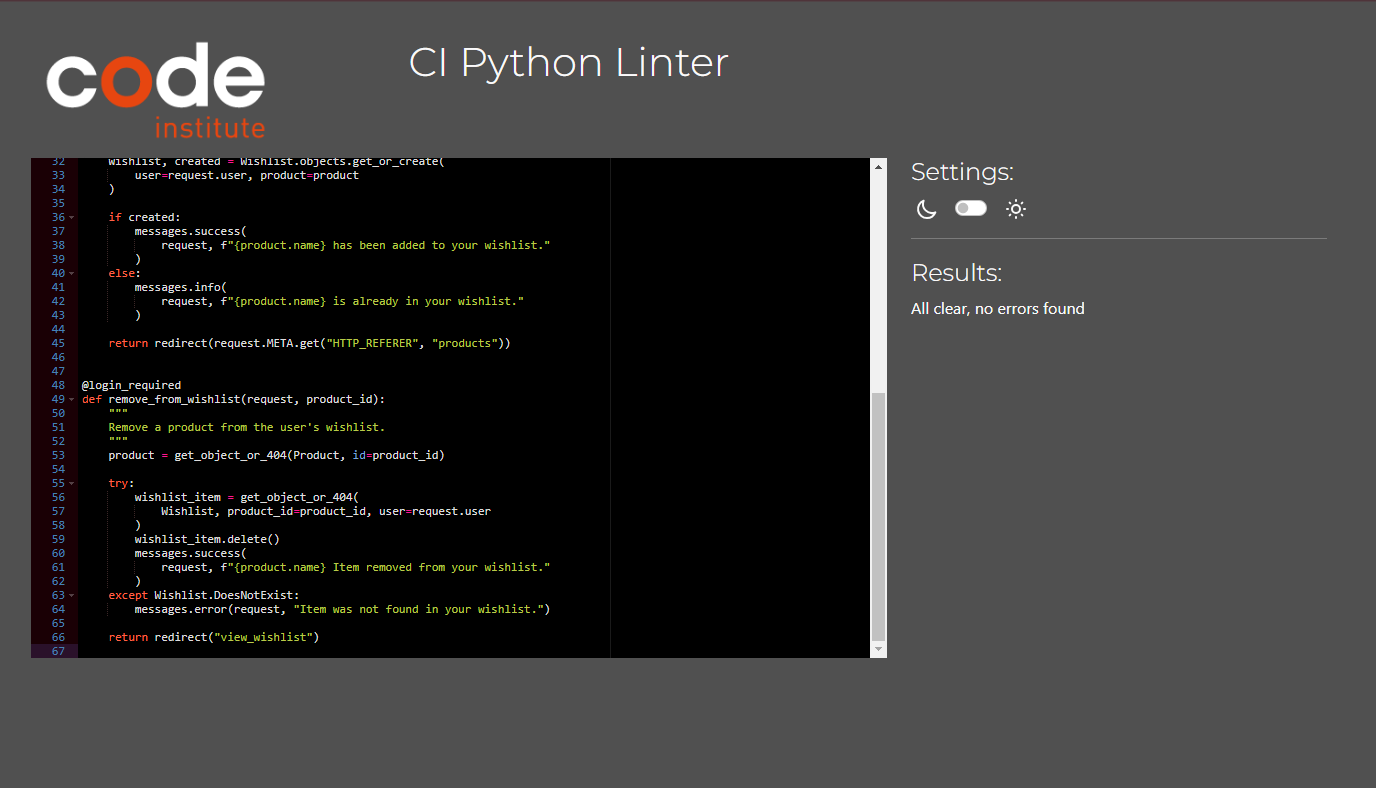 code
institute
CI Python Linter
32 wishlist, created = Wishlist.objects.get_or_create(
33 user=request.user, product=product
34 )
35
36 if created:
37 messages.success(
38 request, f"{product.name} has been added to your wishlist."
39 )
40 else:
41 messages.info(
42 request, f"{product.name} is already in your wishlist."
43 )
44
45 return redirect(request.META.get("HTTP_REFERER", "products"))
46
47
48 @login_required
49 def remove_from_wishlist(request, product_id):
50 """
51 Remove a product from the user's wishlist.
52 """
53 product = get_object_or_404(Product, id=product_id)
54
55 try:
56 wishlist_item = get_object_or_404(
57 Wishlist, product_id=product_id, user=request.user
58 )
59 wishlist_item.delete()
60 messages.success(
61 request, f"{product.name} Item removed from your wishlist."
62 )
63 except Wishlist.DoesNotExist:
64 messages.error(request, "Item was not found in your wishlist.")
65
66 return redirect("view_wishlist")
67
Settings:
Results:
All clear, no errors found